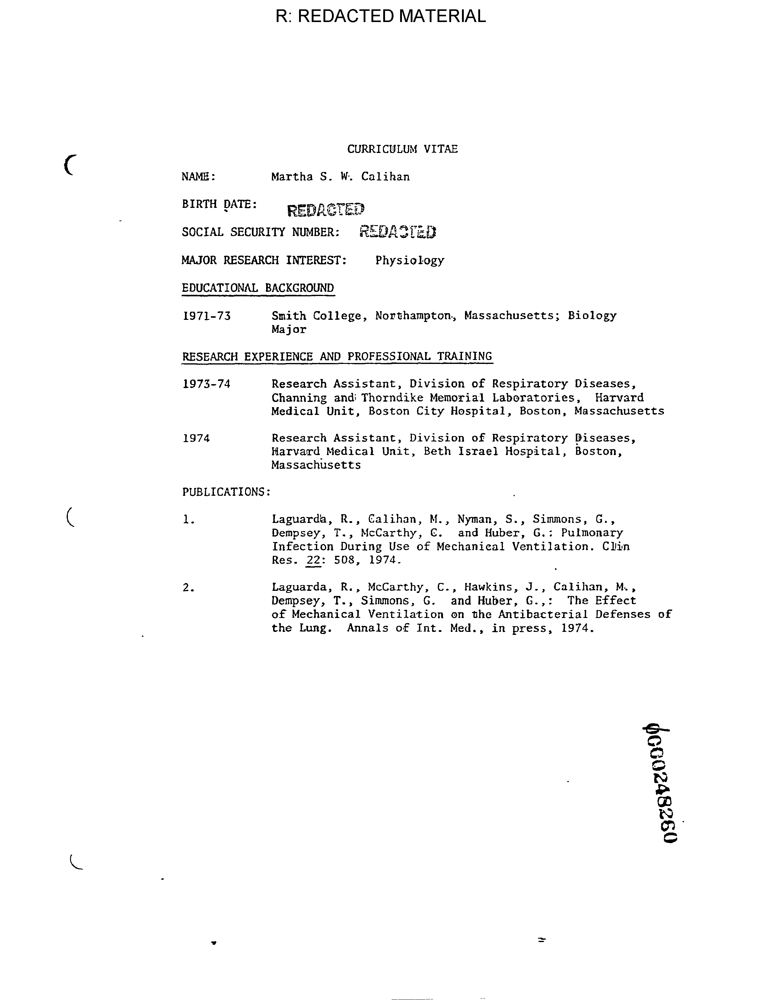 R: REDACTED MATERIAL
CURRICULUM VITAE
NAME: Martha S. W. Calihan
BIRTH DATE: REDACTED
SOCIAL SECURITY NUMBER: REDACTED
MAJOR RESEARCH INTEREST: Physiology
EDUCATIONAL BACKGROUND
1971-73 Smith College, Northampton, Massachusetts; Biology
Major
RESEARCH EXPERIENCE AND PROFESSIONAL TRAINING
1973-74 Research Assistant, Division of Respiratory Diseases,
Channing and Thorndike Memorial Laboratories, Harvard
Medical Unit, Boston City Hospital, Boston, Massachusetts
1974 Research Assistant, Division of Respiratory Diseases,
Harvard Medical Unit, Beth Israel Hospital, Boston,
Massachusetts
PUBLICATIONS:
1. Laguarda, R., Calihan, M., Nyman, S., Simmons, G.,
Dempsey, T., McCarthy, C. and Huber, G.: Pulmonary
Infection During Use of Mechanical Ventilation. Clin
Res. 22: 508, 1974.
2. Laguarda, R., McCarthy, C., Hawkins, J., Calihan, M.,
Dempsey, T., Simmons, G. and Huber, G.,: The Effect
of Mechanical Ventilation on the Antibacterial Defenses of
the Lung. Annals of Int. Med., in press, 1974.